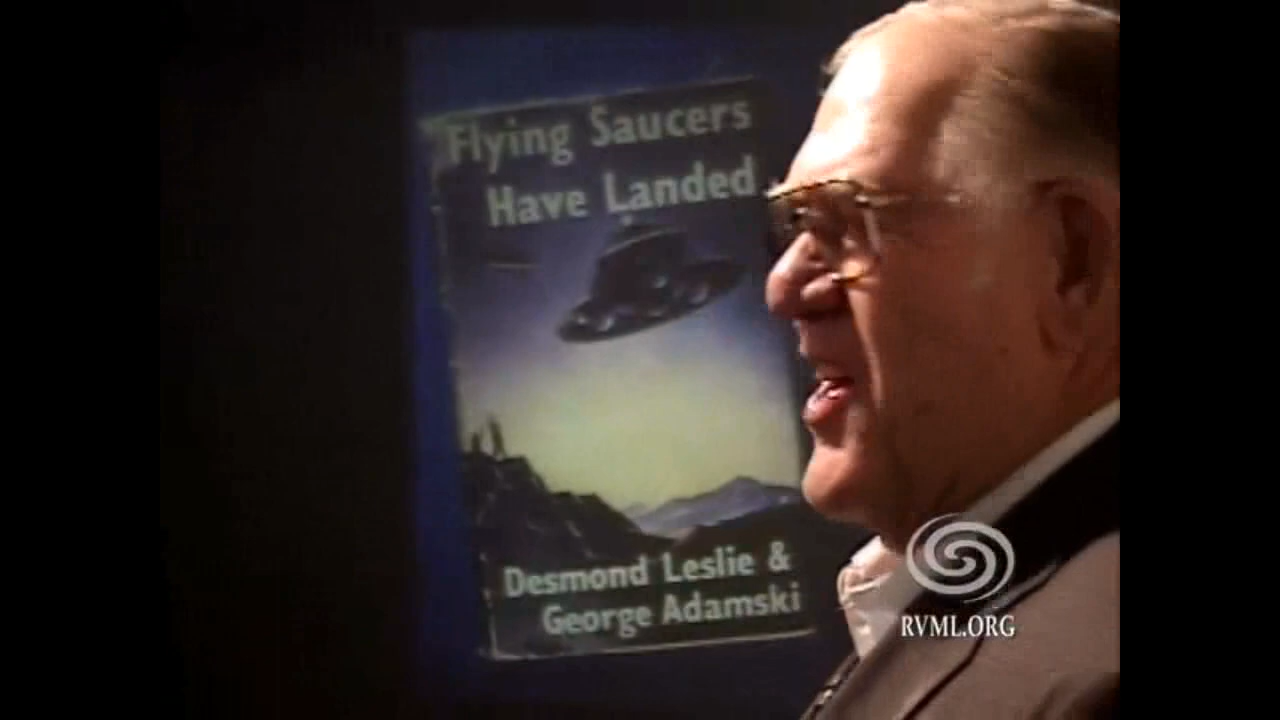 Flying Saucers
Have Landed
Desmond Leslie &
George Adamski
RVML.ORG